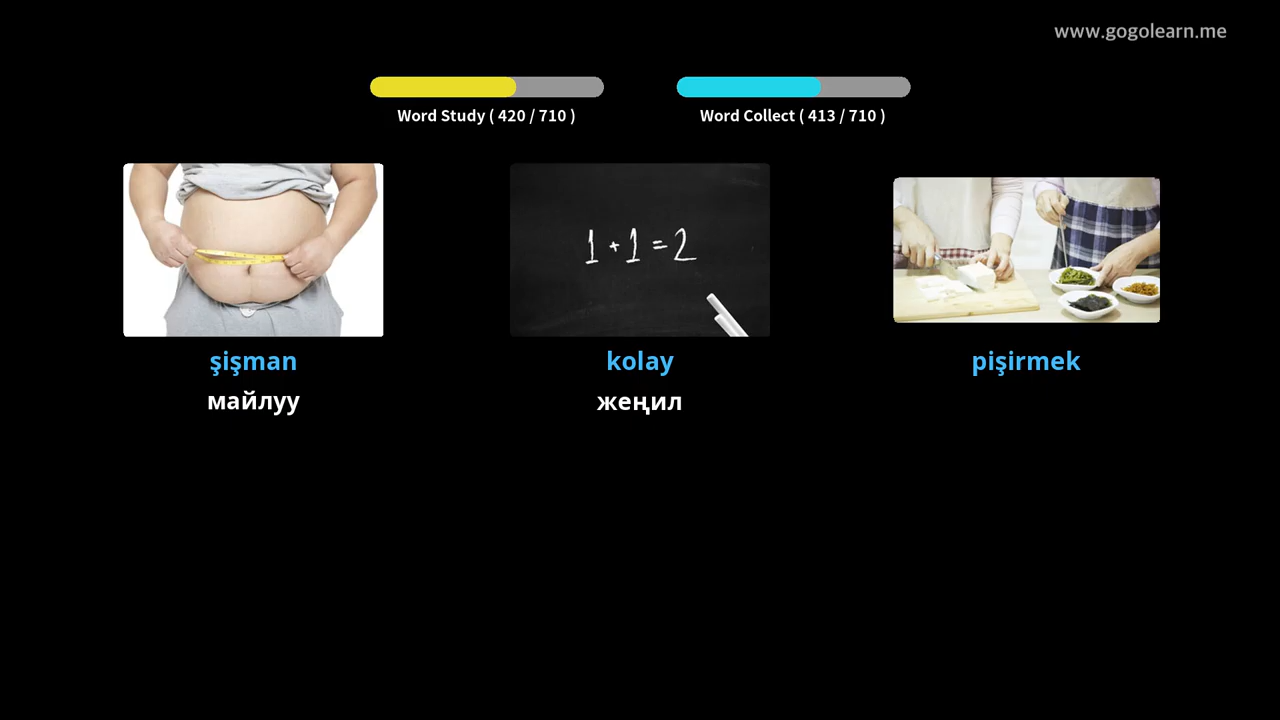 www.gogolearn.me
Word Study ( 420 / 710 )
Word Collect ( 413 / 710 )
1 + 1 = 2
şişman
kolay
pişirmek
майлуу
жеңил